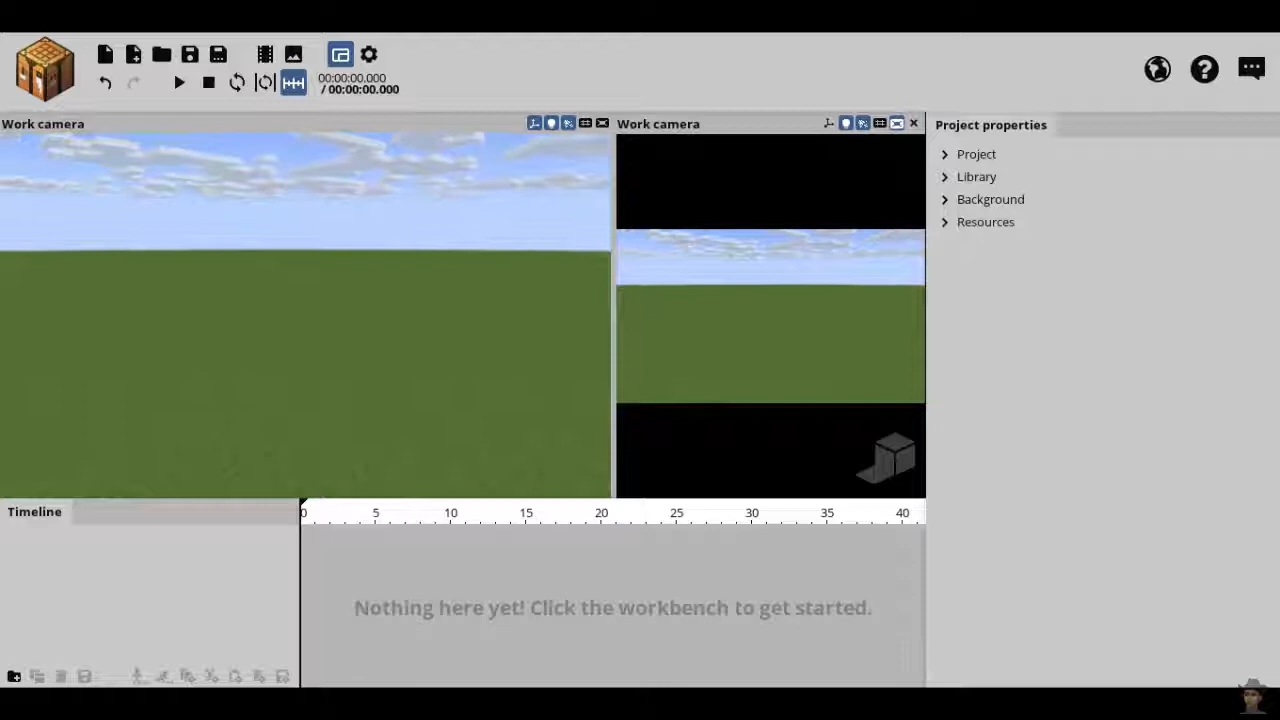 00:00:00.000
/ 00:00:00.000
Work camera
Work camera
Project properties
Project
Library
Background
Resources
Timeline
0 5 10 15 20 25 30 35 40
Nothing here yet! Click the workbench to get started.